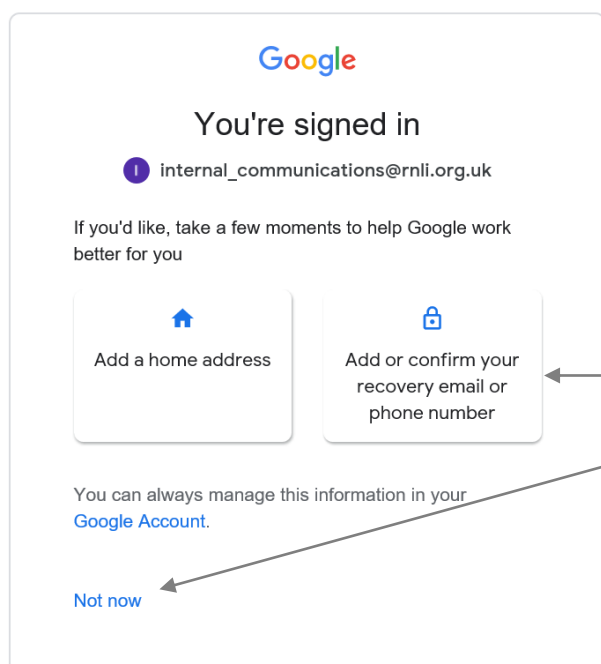 Google
You're signed in
I internal_communications@rnli.org.uk
If you'd like, take a few moments to help Google work
better for you
Add a home address
Add or confirm your
recovery email or
phone number
You can always manage this information in your
Google Account.
Not now